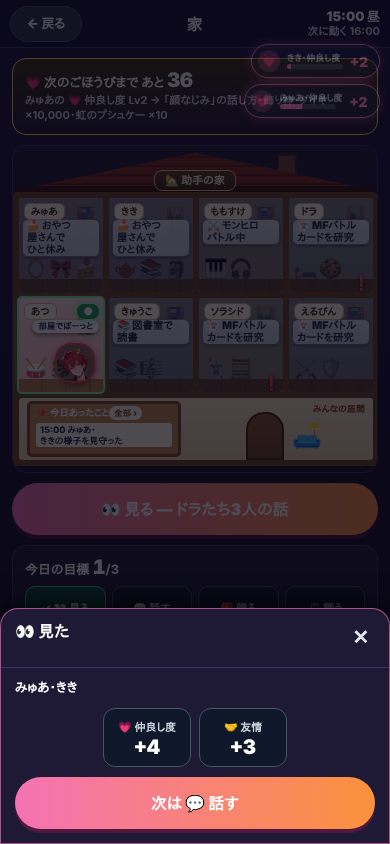 ← 戻る
家
15:00 昼
次に動く 16:00
きき・仲良し度 +2
💗 次のごほうびまで あと 36
みゅあの 💗 仲良し度 Lv2 → 「顔なじみ」の話し方・飾り
みゅあ・仲良し度 +2
×10,000・虹のプシュケー ×10
🏡 助手の家
みゅあ
🍰 おやつ
屋さんで
ひと休み
きき
🍰 おやつ
屋さんで
ひと休み
ももすけ
⚔️ モンヒロ
バトル中
ドラ
🃏 MFバトル
カードを研究
あつ
部屋でぼーっと
きゅうこ
📚 図書室で
読書
ソラシド
🃏 MFバトル
カードを研究
えるぴん
🃏 MFバトル
カードを研究
📌 今日あったこと
全部 ›
15:00 みゅあ・
ききの様子を見守った
みんなの居間
👀 見る — ドラたち3人の話
今日の目標 1/3
👀 見た
×
みゅあ・きき
💗 仲良し度
+4
🤝 友情
+3
次は 💬 話す